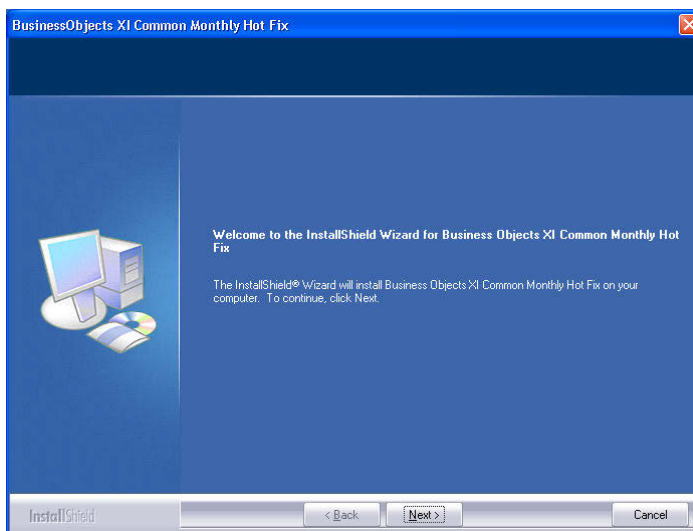 BusinessObjects XI Common Monthly Hot Fix
Welcome to the InstallShield Wizard for Business Objects XI Common Monthly Hot
Fix
The InstallShield® Wizard will install Business Objects XI Common Monthly Hot Fix on your
computer. To continue, click Next.
InstallShield
< Back
Next >
Cancel